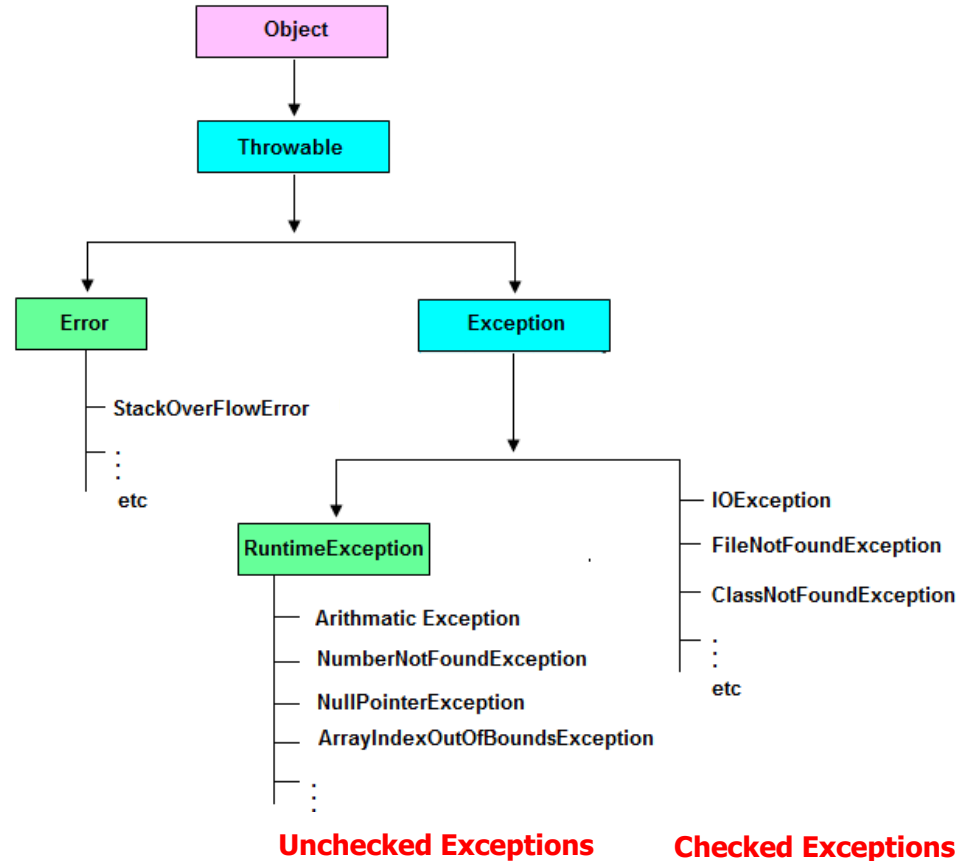 Object
Throwable
Error
Exception
StackOverFlowError
etc
RuntimeException
Arithmatic Exception
NumberNotFoundException
NullPointerException
ArrayIndexOutOfBoundsException
IOException
FileNotFoundException
ClassNotFoundException
etc
Unchecked Exceptions
Checked Exceptions